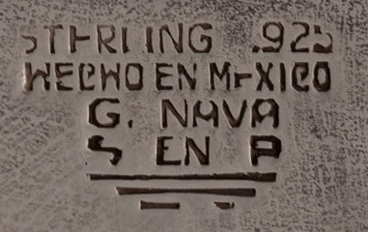 STERLING .925
HECHO EN MEXICO
G. NAVA
S EN P